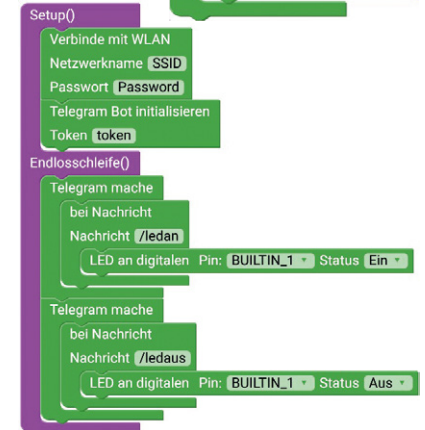 Setup()
Verbinde mit WLAN
Netzwerkname SSID
Passwort Password
Telegram Bot initialisieren
Token token
Endlosschleife()
Telegram mache
bei Nachricht
Nachricht /ledan
LED an digitalen Pin: BUILTIN_1 Status Ein
Telegram mache
bei Nachricht
Nachricht /ledaus
LED an digitalen Pin: BUILTIN_1 Status Aus